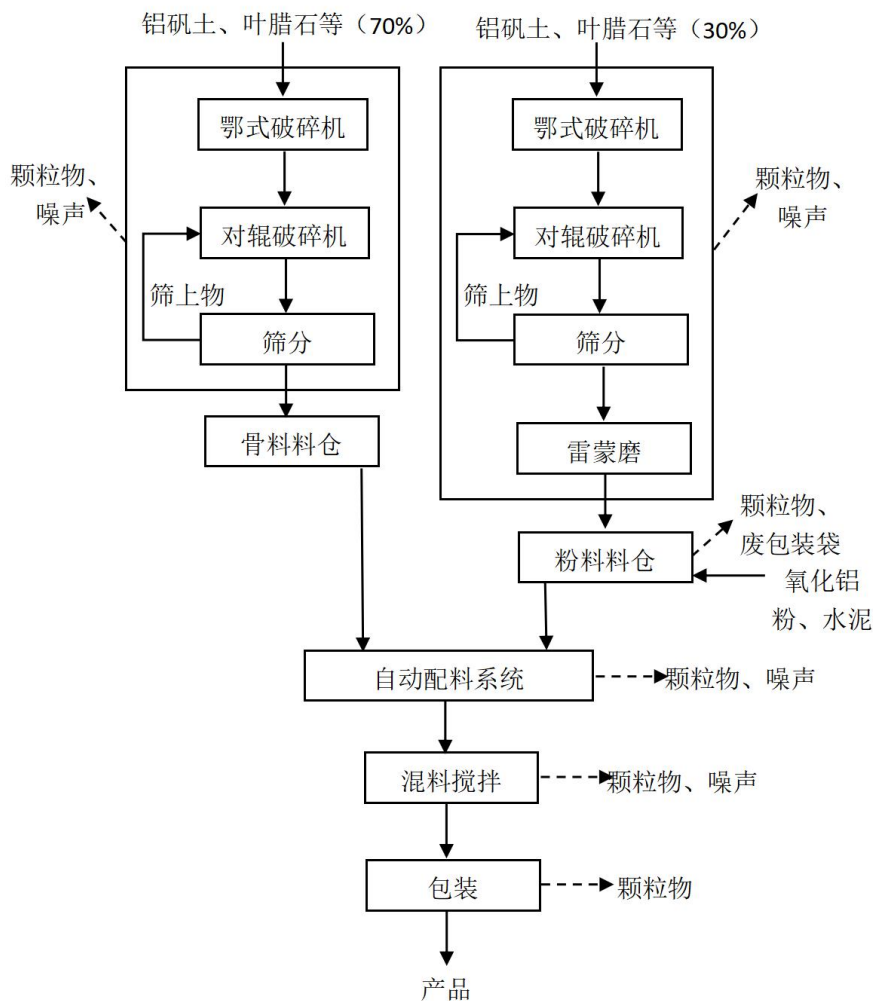 铝矾土、叶腊石等（70%）
铝矾土、叶腊石等（30%）
鄂式破碎机
鄂式破碎机
颗粒物、
噪声
颗粒物、
噪声
对辊破碎机
对辊破碎机
筛上物
筛上物
筛分
筛分
骨料料仓
雷蒙磨
颗粒物、
废包装袋
粉料料仓
氧化铝
粉、水泥
自动配料系统
颗粒物、噪声
混料搅拌
颗粒物、噪声
包装
颗粒物
产品